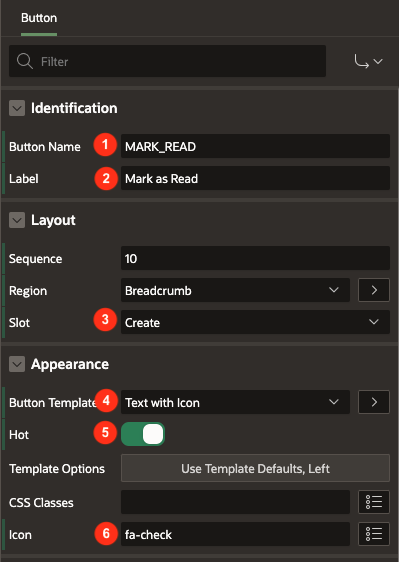 Button
Filter
Identification
Button Name 1 MARK_READ
Label 2 Mark as Read
Layout
Sequence 10
Region Breadcrumb
Slot 3 Create
Appearance
Button Template 4 Text with Icon
Hot 5
Template Options Use Template Defaults, Left
CSS Classes
Icon 6 fa-check